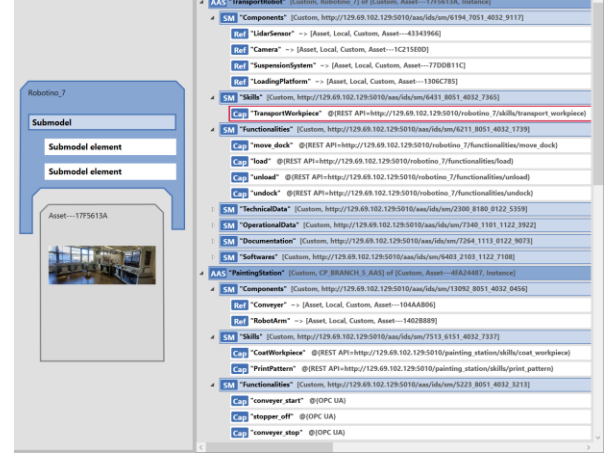 Robotino_7
Submodel
Submodel element
Submodel element
Asset---17F5613A
AAS "TransportRobot" [Custom, Robotino_7] of [Custom, Asset---17F5613A, Instance]
SM "Components" [Custom, http://129.69.102.129:5010/aas/ids/sm/6194_7051_4032_9117]
Ref "LidarSensor" ~> [Asset, Local, Custom, Asset---43343966]
Ref "Camera" ~> [Asset, Local, Custom, Asset---1C215E0D]
Ref "SuspensionSystem" ~> [Asset, Local, Custom, Asset---77DDB11C]
Ref "LoadingPlatform" ~> [Asset, Local, Custom, Asset---1306C785]
SM "Skills" [Custom, http://129.69.102.129:5010/aas/ids/sm/6431_8051_4032_7365]
Cap "TransportWorkpiece" @{REST API=http://129.69.102.129:5010/robotino_7/skills/transport_workpiece}
SM "Functionalities" [Custom, http://129.69.102.129:5010/aas/ids/sm/6211_8051_4032_1739]
Cap "move_dock" @{REST API=http://129.69.102.129:5010/robotino_7/functionalities/move_dock}
Cap "load" @{REST API=http://129.69.102.129:5010/robotino_7/functionalities/load}
Cap "unload" @{REST API=http://129.69.102.129:5010/robotino_7/functionalities/unload}
Cap "undock" @{REST API=http://129.69.102.129:5010/robotino_7/functionalities/undock}
SM "TechnicalData" [Custom, http://129.69.102.129:5010/aas/ids/sm/2300_8180_0122_5359]
SM "OperationalData" [Custom, http://129.69.102.129:5010/aas/ids/sm/7340_1101_1122_3922]
SM "Documentation" [Custom, http://129.69.102.129:5010/aas/ids/sm/7264_1113_0122_9073]
SM "Softwares" [Custom, http://129.69.102.129:5010/aas/ids/sm/6403_2103_1122_7108]
AAS "PaintingStation" [Custom, CP_BRANCH_5_AAS] of [Custom, Asset---4FA24487, Instance]
SM "Components" [Custom, http://129.69.102.129:5010/aas/ids/sm/13092_8051_4032_0456]
Ref "Conveyer" ~> [Asset, Local, Custom, Asset---104AAB06]
Ref "RobotArm" ~> [Asset, Local, Custom, Asset---1402B889]
SM "Skills" [Custom, http://129.69.102.129:5010/aas/ids/sm/7513_6151_4032_7337]
Cap "CoatWorkpiece" @{REST API=http://129.69.102.129:5010/painting_station/skills/coat_workpiece}
Cap "PrintPattern" @{REST API=http://129.69.102.129:5010/painting_station/skills/print_pattern}
SM "Functionalities" [Custom, http://129.69.102.129:5010/aas/ids/sm/5223_8051_4032_3213]
Cap "conveyer_start" @{OPC UA}
Cap "stopper_off" @{OPC UA}
Cap "conveyer_stop" @{OPC UA}